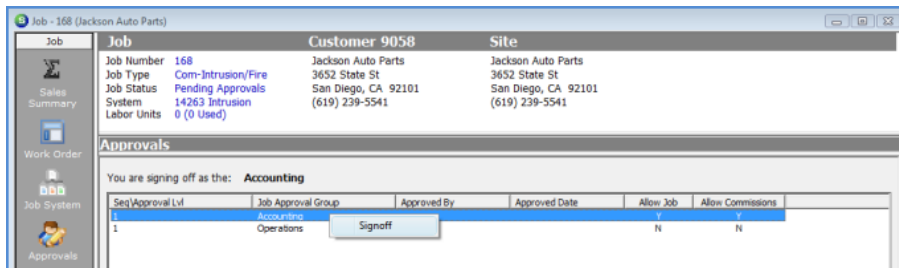 Job - 168 (Jackson Auto Parts)
Job
Sales
Summary
Work Order
Job System
Approvals
Job Customer 9058 Site
Job Number 168 Jackson Auto Parts Jackson Auto Parts
Job Type Com-Intrusion/Fire 3652 State St 3652 State St
Job Status Pending Approvals San Diego, CA 92101 San Diego, CA 92101
System 14263 Intrusion (619) 239-5541 (619) 239-5541
Labor Units 0 (0 Used)
Approvals
You are signing off as the: Accounting
Seq\Approval Lvl Job Approval Group Approved By Approved Date Allow Job Allow Commissions
1 Accounting Y Y
Signoff
1 Operations N N